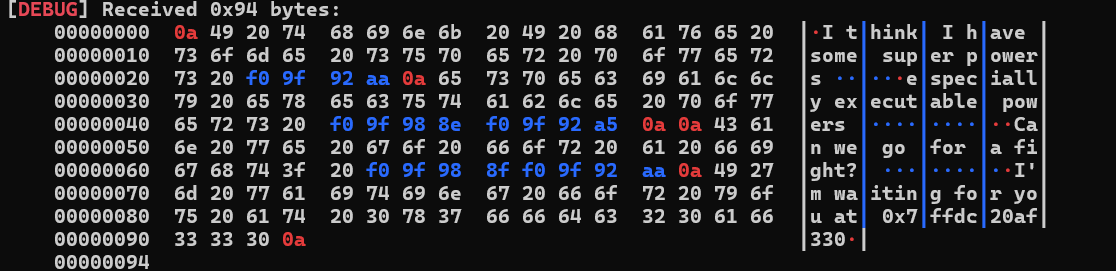 [DEBUG] Received 0x94 bytes:
00000000 0a 49 20 74 68 69 6e 6b 20 49 20 68 61 76 65 20 │·I t│hink│ I h│ave │
00000010 73 6f 6d 65 20 73 75 70 65 72 20 70 6f 77 65 72 │some│ sup│er p│ower│
00000020 73 20 f0 9f 92 aa 0a 65 73 70 65 63 69 61 6c 6c │s ··│···e│spec│iall│
00000030 79 20 65 78 65 63 75 74 61 62 6c 65 20 70 6f 77 │y ex│ecut│able│ pow│
00000040 65 72 73 20 f0 9f 98 8e f0 9f 92 a5 0a 0a 43 61 │ers │····│····│··Ca│
00000050 6e 20 77 65 20 67 6f 20 66 6f 72 20 61 20 66 69 │n we│ go │for │a fi│
00000060 67 68 74 3f 20 f0 9f 98 8f f0 9f 92 aa 0a 49 27 │ght?│ ···│····│··I'│
00000070 6d 20 77 61 69 74 69 6e 67 20 66 6f 72 20 79 6f │m wa│itin│g fo│r yo│
00000080 75 20 61 74 20 30 78 37 66 66 64 63 32 30 61 66 │u at│ 0x7│ffdc│20af│
00000090 33 33 30 0a │330·│
00000094